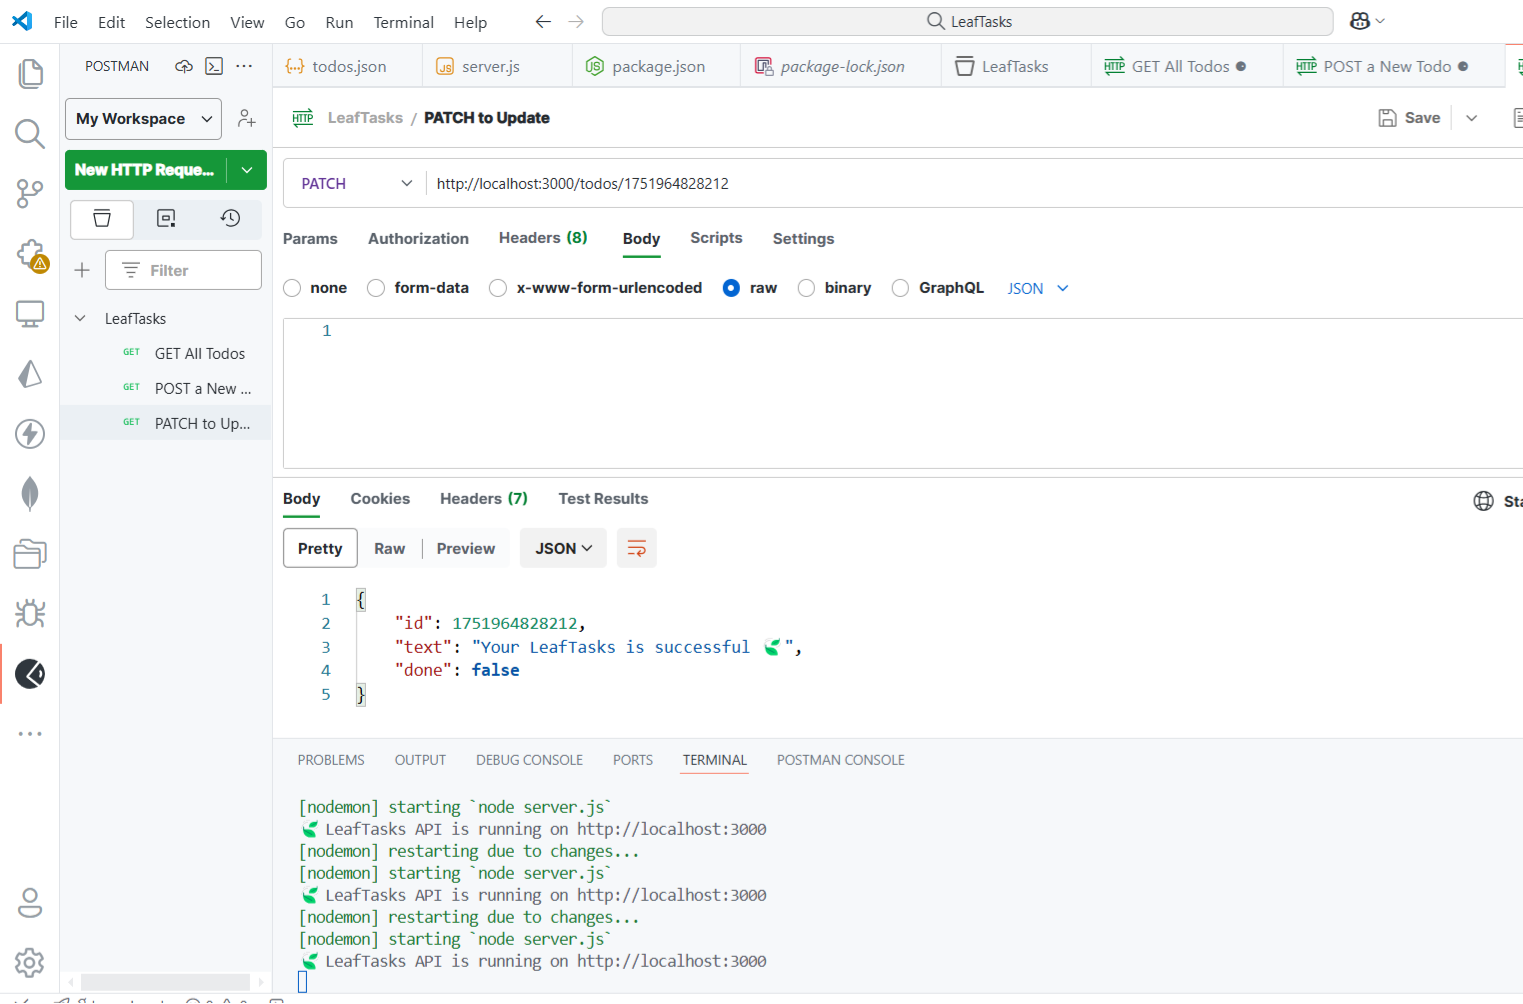 File Edit Selection View Go Run Terminal Help LeafTasks
POSTMAN
todos.json server.js package.json package-lock.json LeafTasks GET All Todos POST a New Todo
My Workspace
LeafTasks / PATCH to Update
Save
New HTTP Reque...
PATCH http://localhost:3000/todos/1751964828212
Params Authorization Headers (8) Body Scripts Settings
Filter
none form-data x-www-form-urlencoded raw binary GraphQL JSON
LeafTasks
GET GET All Todos
GET POST a New ...
GET PATCH to Up...
1
Body Cookies Headers (7) Test Results
Pretty Raw Preview JSON
1 {
2 "id": 1751964828212,
3 "text": "Your LeafTasks is successful 🍃",
4 "done": false
5 }
PROBLEMS OUTPUT DEBUG CONSOLE PORTS TERMINAL POSTMAN CONSOLE
[nodemon] starting `node server.js`
🍃 LeafTasks API is running on http://localhost:3000
[nodemon] restarting due to changes...
[nodemon] starting `node server.js`
🍃 LeafTasks API is running on http://localhost:3000
[nodemon] restarting due to changes...
[nodemon] starting `node server.js`
🍃 LeafTasks API is running on http://localhost:3000